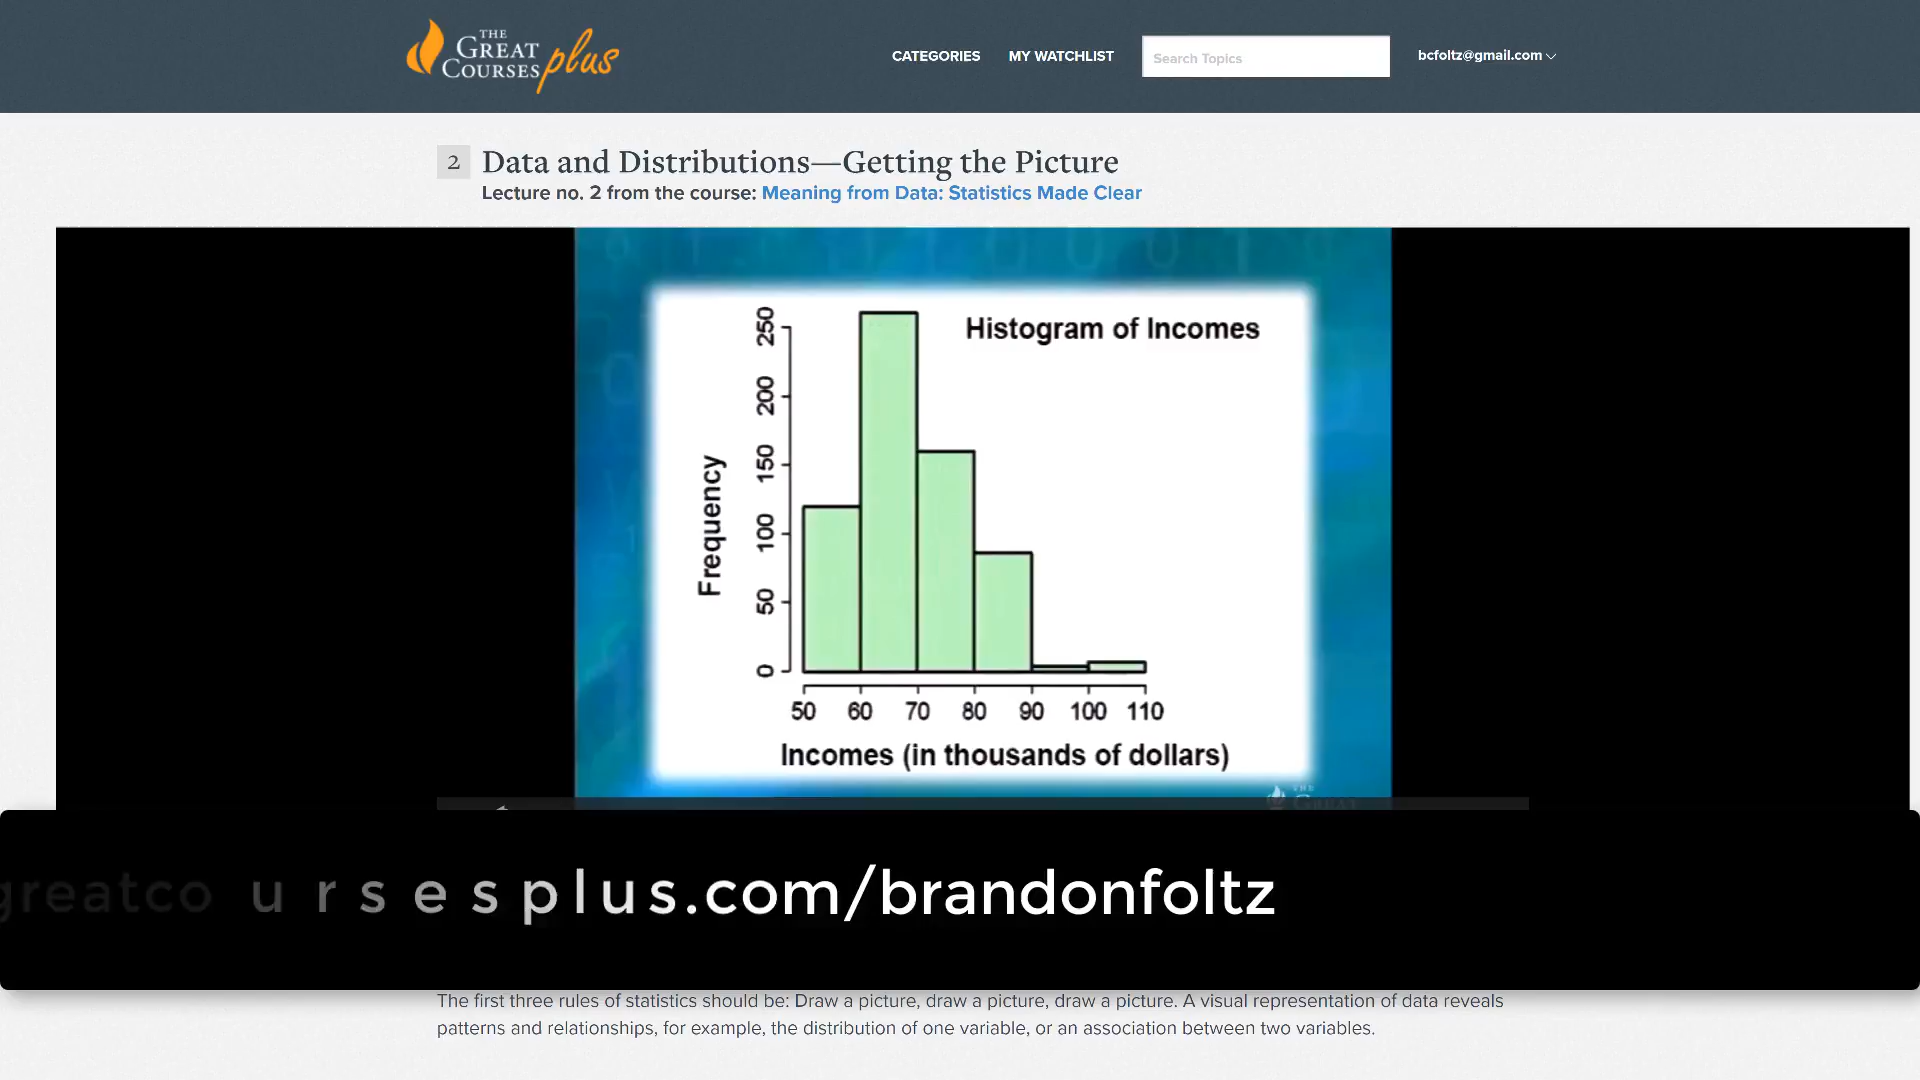 THE
GREAT
COURSES plus
CATEGORIES
MY WATCHLIST
Search Topics
bcfoltz@gmail.com
2
Data and Distributions—Getting the Picture
Lecture no. 2 from the course: Meaning from Data: Statistics Made Clear
Histogram of Incomes
Frequency
250
200
150
100
50
0
50 60 70 80 90 100 110
Incomes (in thousands of dollars)
THE
GREAT
greatcoursesplus.com/brandonfoltz
The first three rules of statistics should be: Draw a picture, draw a picture, draw a picture. A visual representation of data reveals
patterns and relationships, for example, the distribution of one variable, or an association between two variables.